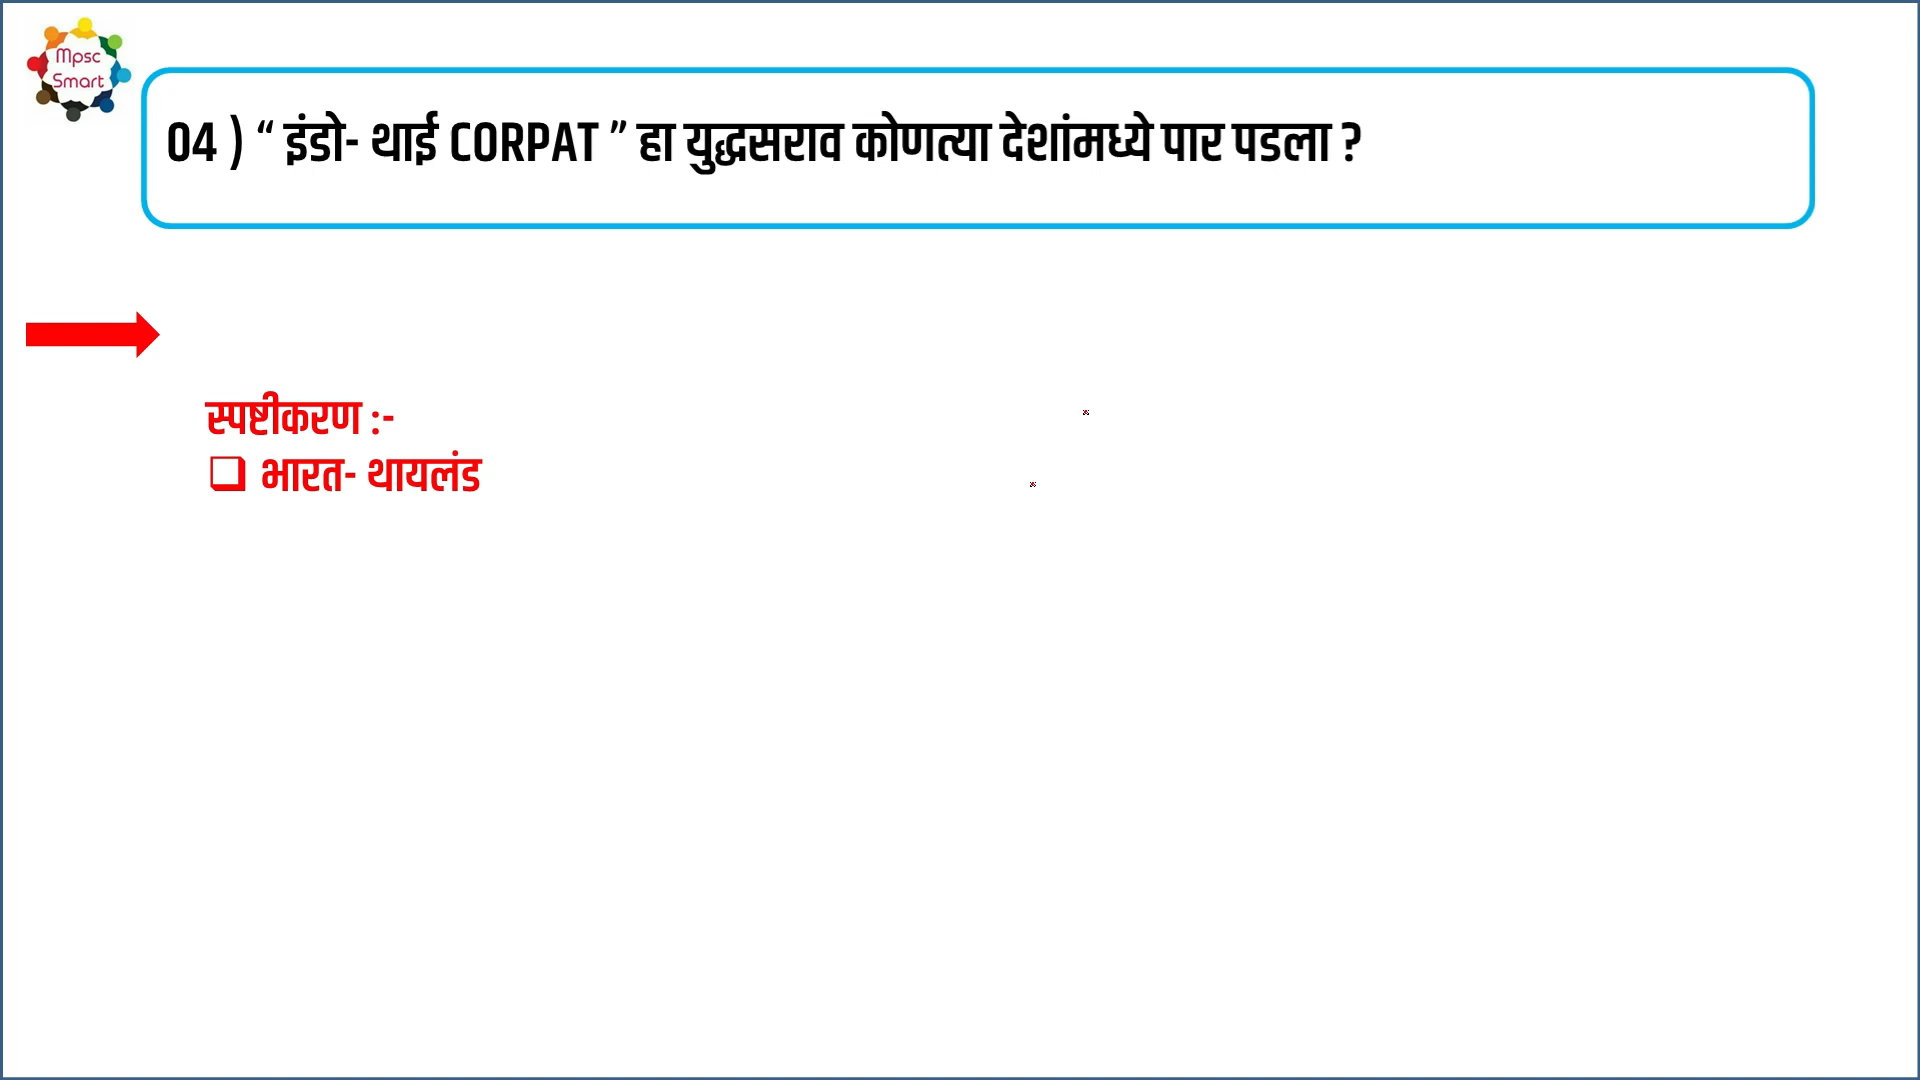 Mpsc
Smart
04 ) “ इंडो- थाई CORPAT ” हा युद्धसराव कोणत्या देशांमध्ये पार पडला ?
स्पष्टीकरण :-
❑ भारत- थायलंड